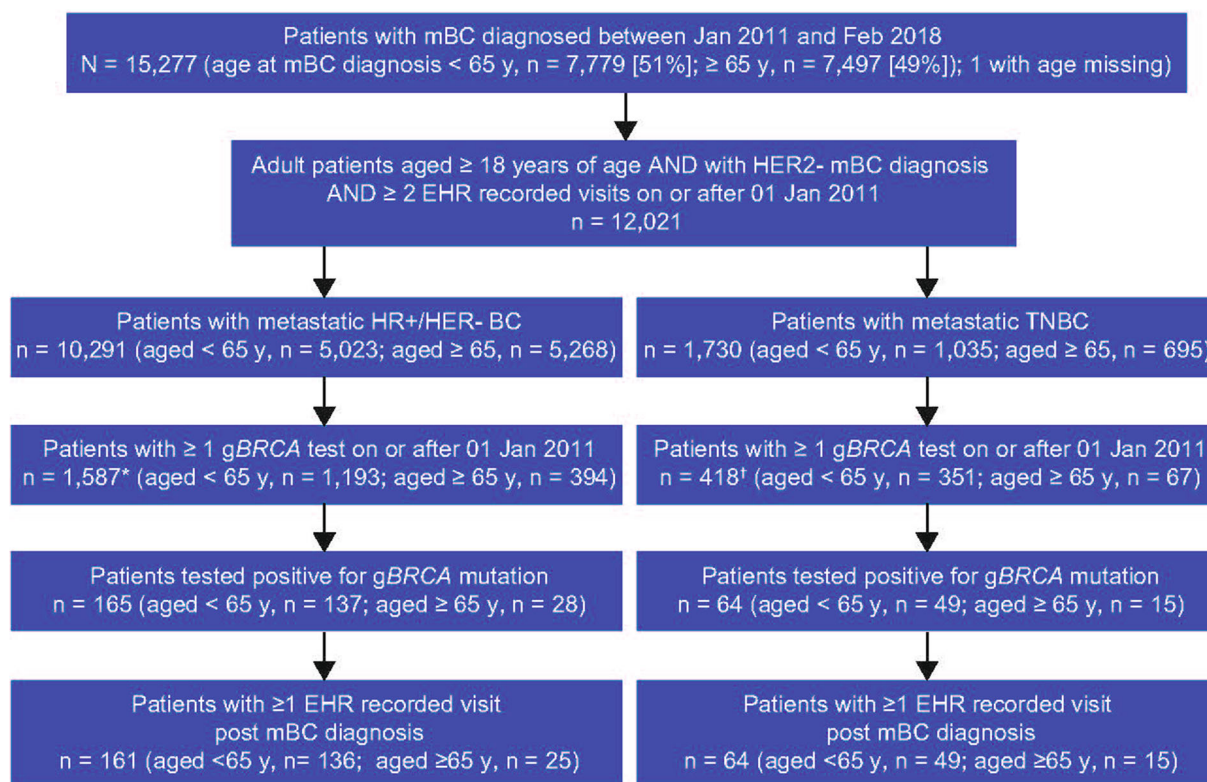 Patients with mBC diagnosed between Jan 2011 and Feb 2018
N = 15,277 (age at mBC diagnosis < 65 y, n = 7,779 [51%]; ≥ 65 y, n = 7,497 [49%]); 1 with age missing)
Adult patients aged ≥ 18 years of age AND with HER2- mBC diagnosis
AND ≥ 2 EHR recorded visits on or after 01 Jan 2011
n = 12,021
Patients with metastatic HR+/HER- BC
n = 10,291 (aged < 65 y, n = 5,023; aged ≥ 65, n = 5,268)
Patients with metastatic TNBC
n = 1,730 (aged < 65 y, n = 1,035; aged ≥ 65, n = 695)
Patients with ≥ 1 gBRCA test on or after 01 Jan 2011
n = 1,587* (aged < 65 y, n = 1,193; aged ≥ 65 y, n = 394)
Patients with ≥ 1 gBRCA test on or after 01 Jan 2011
n = 418† (aged < 65 y, n = 351; aged ≥ 65 y, n = 67)
Patients tested positive for gBRCA mutation
n = 165 (aged < 65 y, n = 137; aged ≥ 65 y, n = 28)
Patients tested positive for gBRCA mutation
n = 64 (aged < 65 y, n = 49; aged ≥ 65 y, n = 15)
Patients with ≥1 EHR recorded visit
post mBC diagnosis
n = 161 (aged <65 y, n= 136; aged ≥65 y, n = 25)
Patients with ≥1 EHR recorded visit
post mBC diagnosis
n = 64 (aged <65 y, n = 49; aged ≥65 y, n = 15)